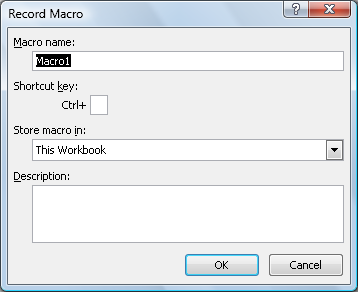 Record Macro
Macro name:
Macro1
Shortcut key:
Ctrl+
Store macro in:
This Workbook
Description:
OK Cancel